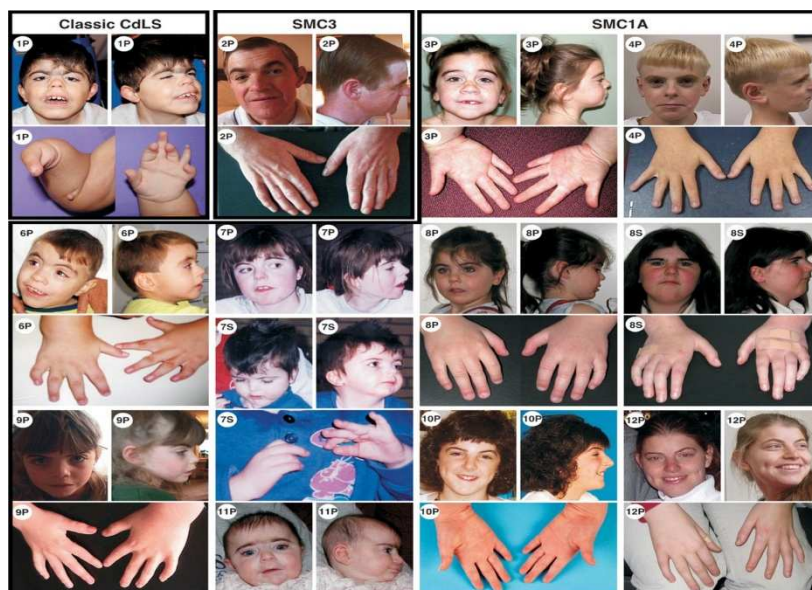 Classic CdLS SMC3 SMC1A
1P 1P 2P 2P 3P 3P 4P 4P
1P 2P 3P 4P
6P 6P 7P 7P 8P 8P 8S 8S
6P 7S 7S 8P 8S
9P 9P 7S 10P 10P 12P 12P
9P 11P 11P 10P 12P